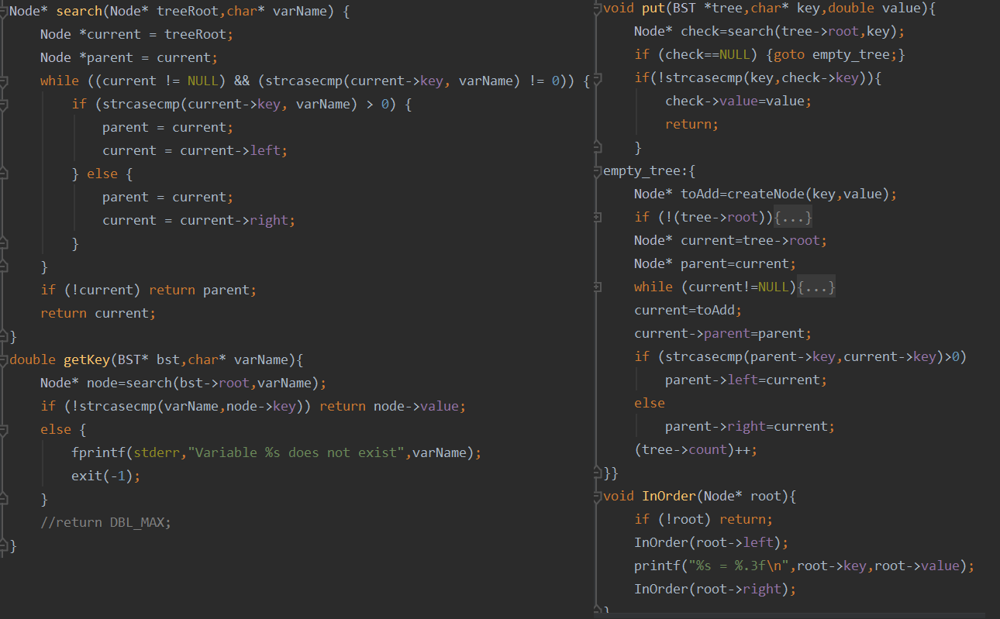 Node* search(Node* treeRoot,char* varName) {
    Node *current = treeRoot;
    Node *parent = current;
    while ((current != NULL) && (strcasecmp(current->key, varName) != 0)) {
        if (strcasecmp(current->key, varName) > 0) {
            parent = current;
            current = current->left;
        } else {
            parent = current;
            current = current->right;
        }
    }
    if (!current) return parent;
    return current;
}
double getKey(BST* bst,char* varName){
    Node* node=search(bst->root,varName);
    if (!strcasecmp(varName,node->key)) return node->value;
    else {
        fprintf(stderr,"Variable %s does not exist",varName);
        exit(-1);
    }
    //return DBL_MAX;
}
void put(BST *tree,char* key,double value){
    Node* check=search(tree->root,key);
    if (check==NULL) {goto empty_tree;}
    if(!strcasecmp(key,check->key)){
        check->value=value;
        return;
    }
empty_tree:{
    Node* toAdd=createNode(key,value);
    if (!(tree->root)){...}
    Node* current=tree->root;
    Node* parent=current;
    while (current!=NULL){...}
    current=toAdd;
    current->parent=parent;
    if (strcasecmp(parent->key,current->key)>0)
        parent->left=current;
    else
        parent->right=current;
    (tree->count)++;
}}
void InOrder(Node* root){
    if (!root) return;
    InOrder(root->left);
    printf("%s = %.3f\n",root->key,root->value);
    InOrder(root->right);
}